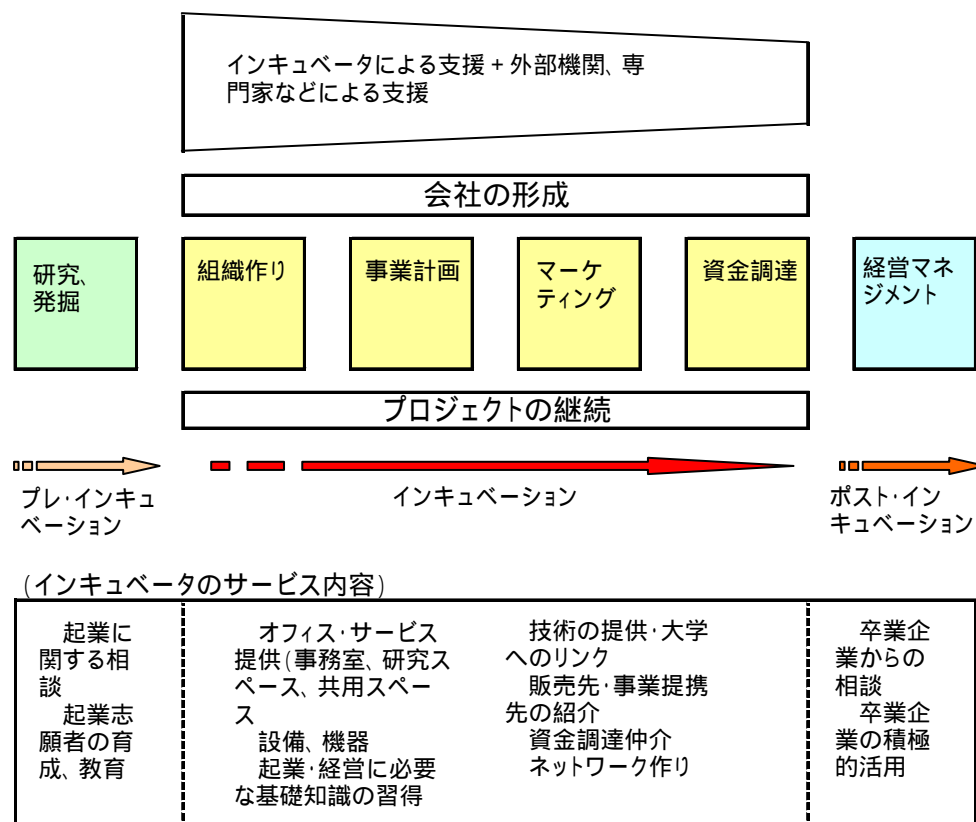 インキュベータによる支援 + 外部機関、専
門家などによる支援
会社の形成
研究、
発掘
組織作り
事業計画
マーケ
ティング
資金調達
経営マネ
ジメント
プロジェクトの継続
プレ・インキュ
ベーション
インキュベーション
ポスト・イン
キュベーション
(インキュベータのサービス内容)
起業に
関する相
談
起業志
願者の育
成、教育
オフィス・サービス
提供(事務室、研究ス
ペース、共用スペー
ス
設備、機器
起業・経営に必要
な基礎知識の習得
技術の提供・大学
へのリンク
販売先・事業提携
先の紹介
資金調達仲介
ネットワーク作り
卒業企
業からの
相談
卒業企
業の積極
的活用